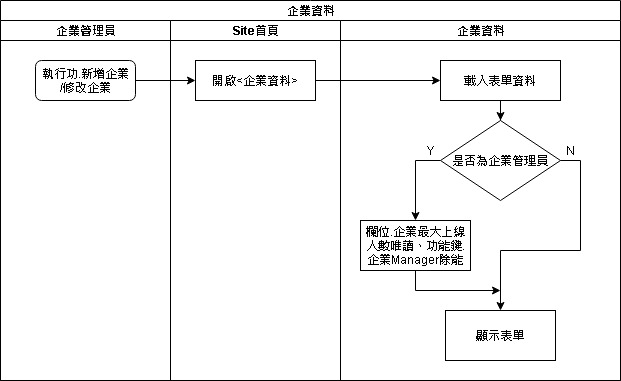 企業資料
企業管理員
Site首頁
企業資料
執行功.新增企業
/修改企業
開啟<企業資料>
載入表單資料
是否為企業管理員
Y
N
欄位.企業最大上線
人數唯讀、功能鍵.
企業Manager除能
顯示表單